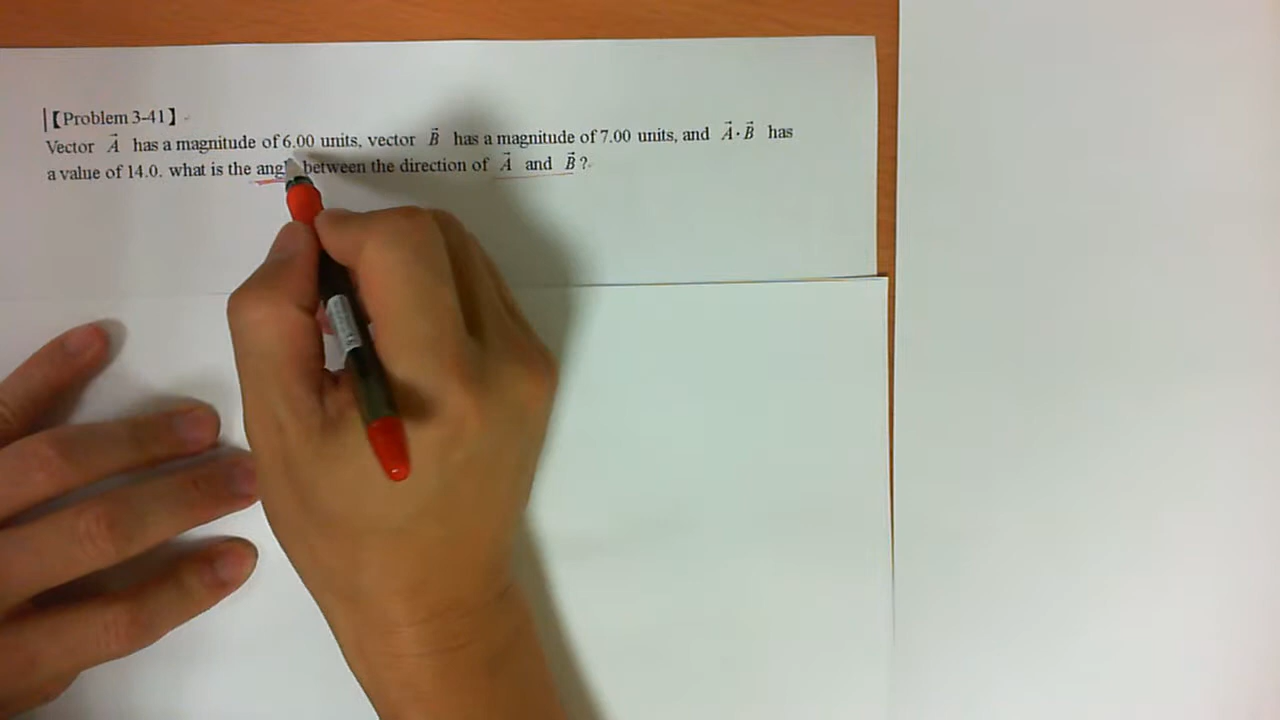 【Problem 3-41】
Vector A⃗ has a magnitude of 6.00 units, vector B⃗ has a magnitude of 7.00 units, and A⃗·B⃗ has
a value of 14.0. what is the between the direction of A⃗ and B⃗ ?